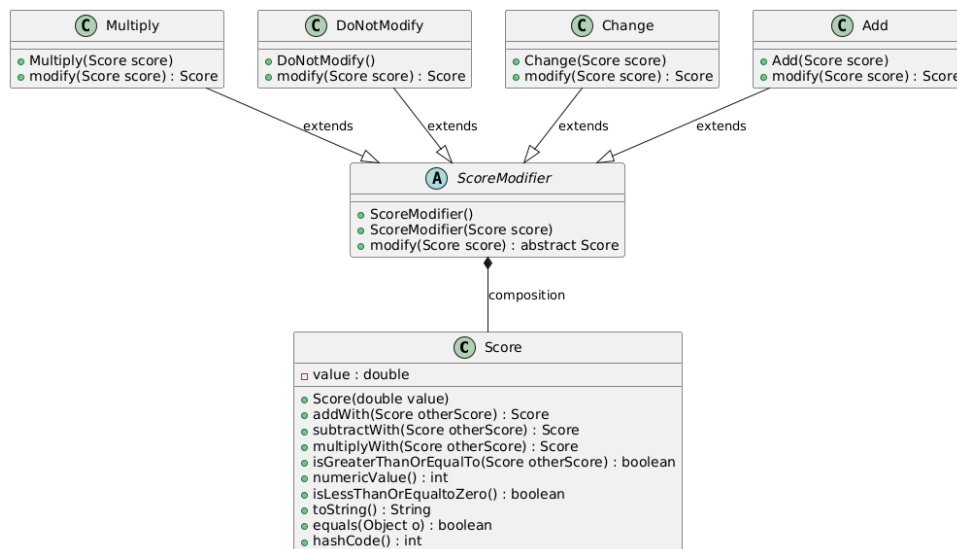 C Multiply
+ Multiply(Score score)
+ modify(Score score) : Score
C DoNotModify
DoNotModify()
modify(Score score) : Score
C Change
Change(Score score)
modify(Score score) : Score
C Add
Add(Score score)
modify(Score score) : Score
extends
extends
extends
extends
A ScoreModifier
ScoreModifier()
ScoreModifier(Score score)
modify(Score score) : abstract Score
composition
C Score
value : double
Score(double value)
addWith(Score otherScore) : Score
subtractWith(Score otherScore) : Score
multiplyWith(Score otherScore) : Score
isGreaterThanOrEqualTo(Score otherScore) : boolean
numericValue() : int
isLessThanOrEqualtoZero() : boolean
toString() : String
equals(Object o) : boolean
hashCode() : int